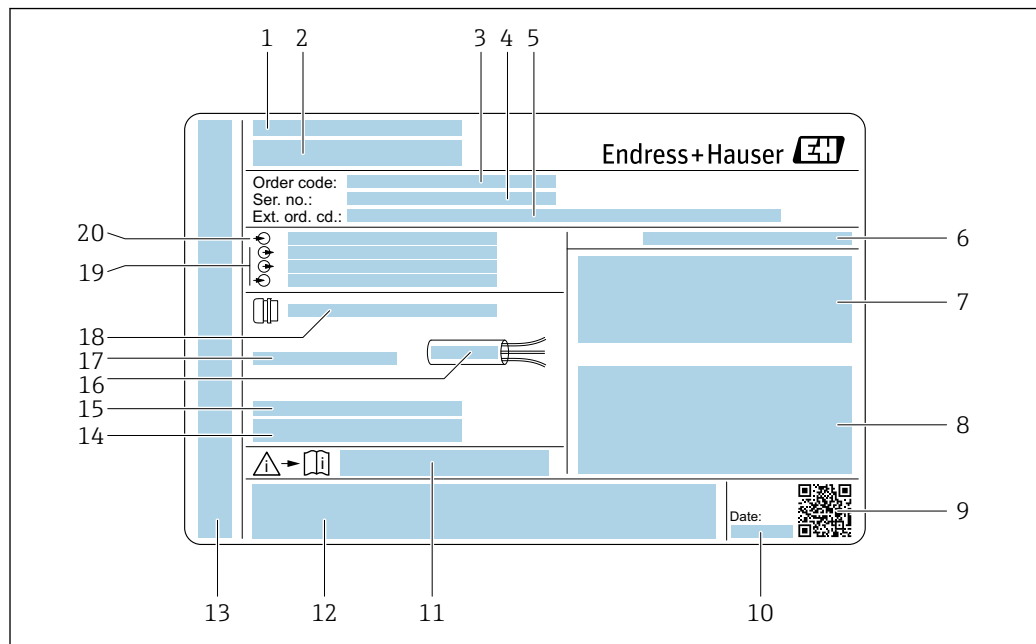 1 2 3 4 5
Endress+Hauser EH
Order code:
Ser. no.:
Ext. ord. cd.:
20
6
19
7
18
17
16
15
8
14
i i
Date:
9
13 12 11 10